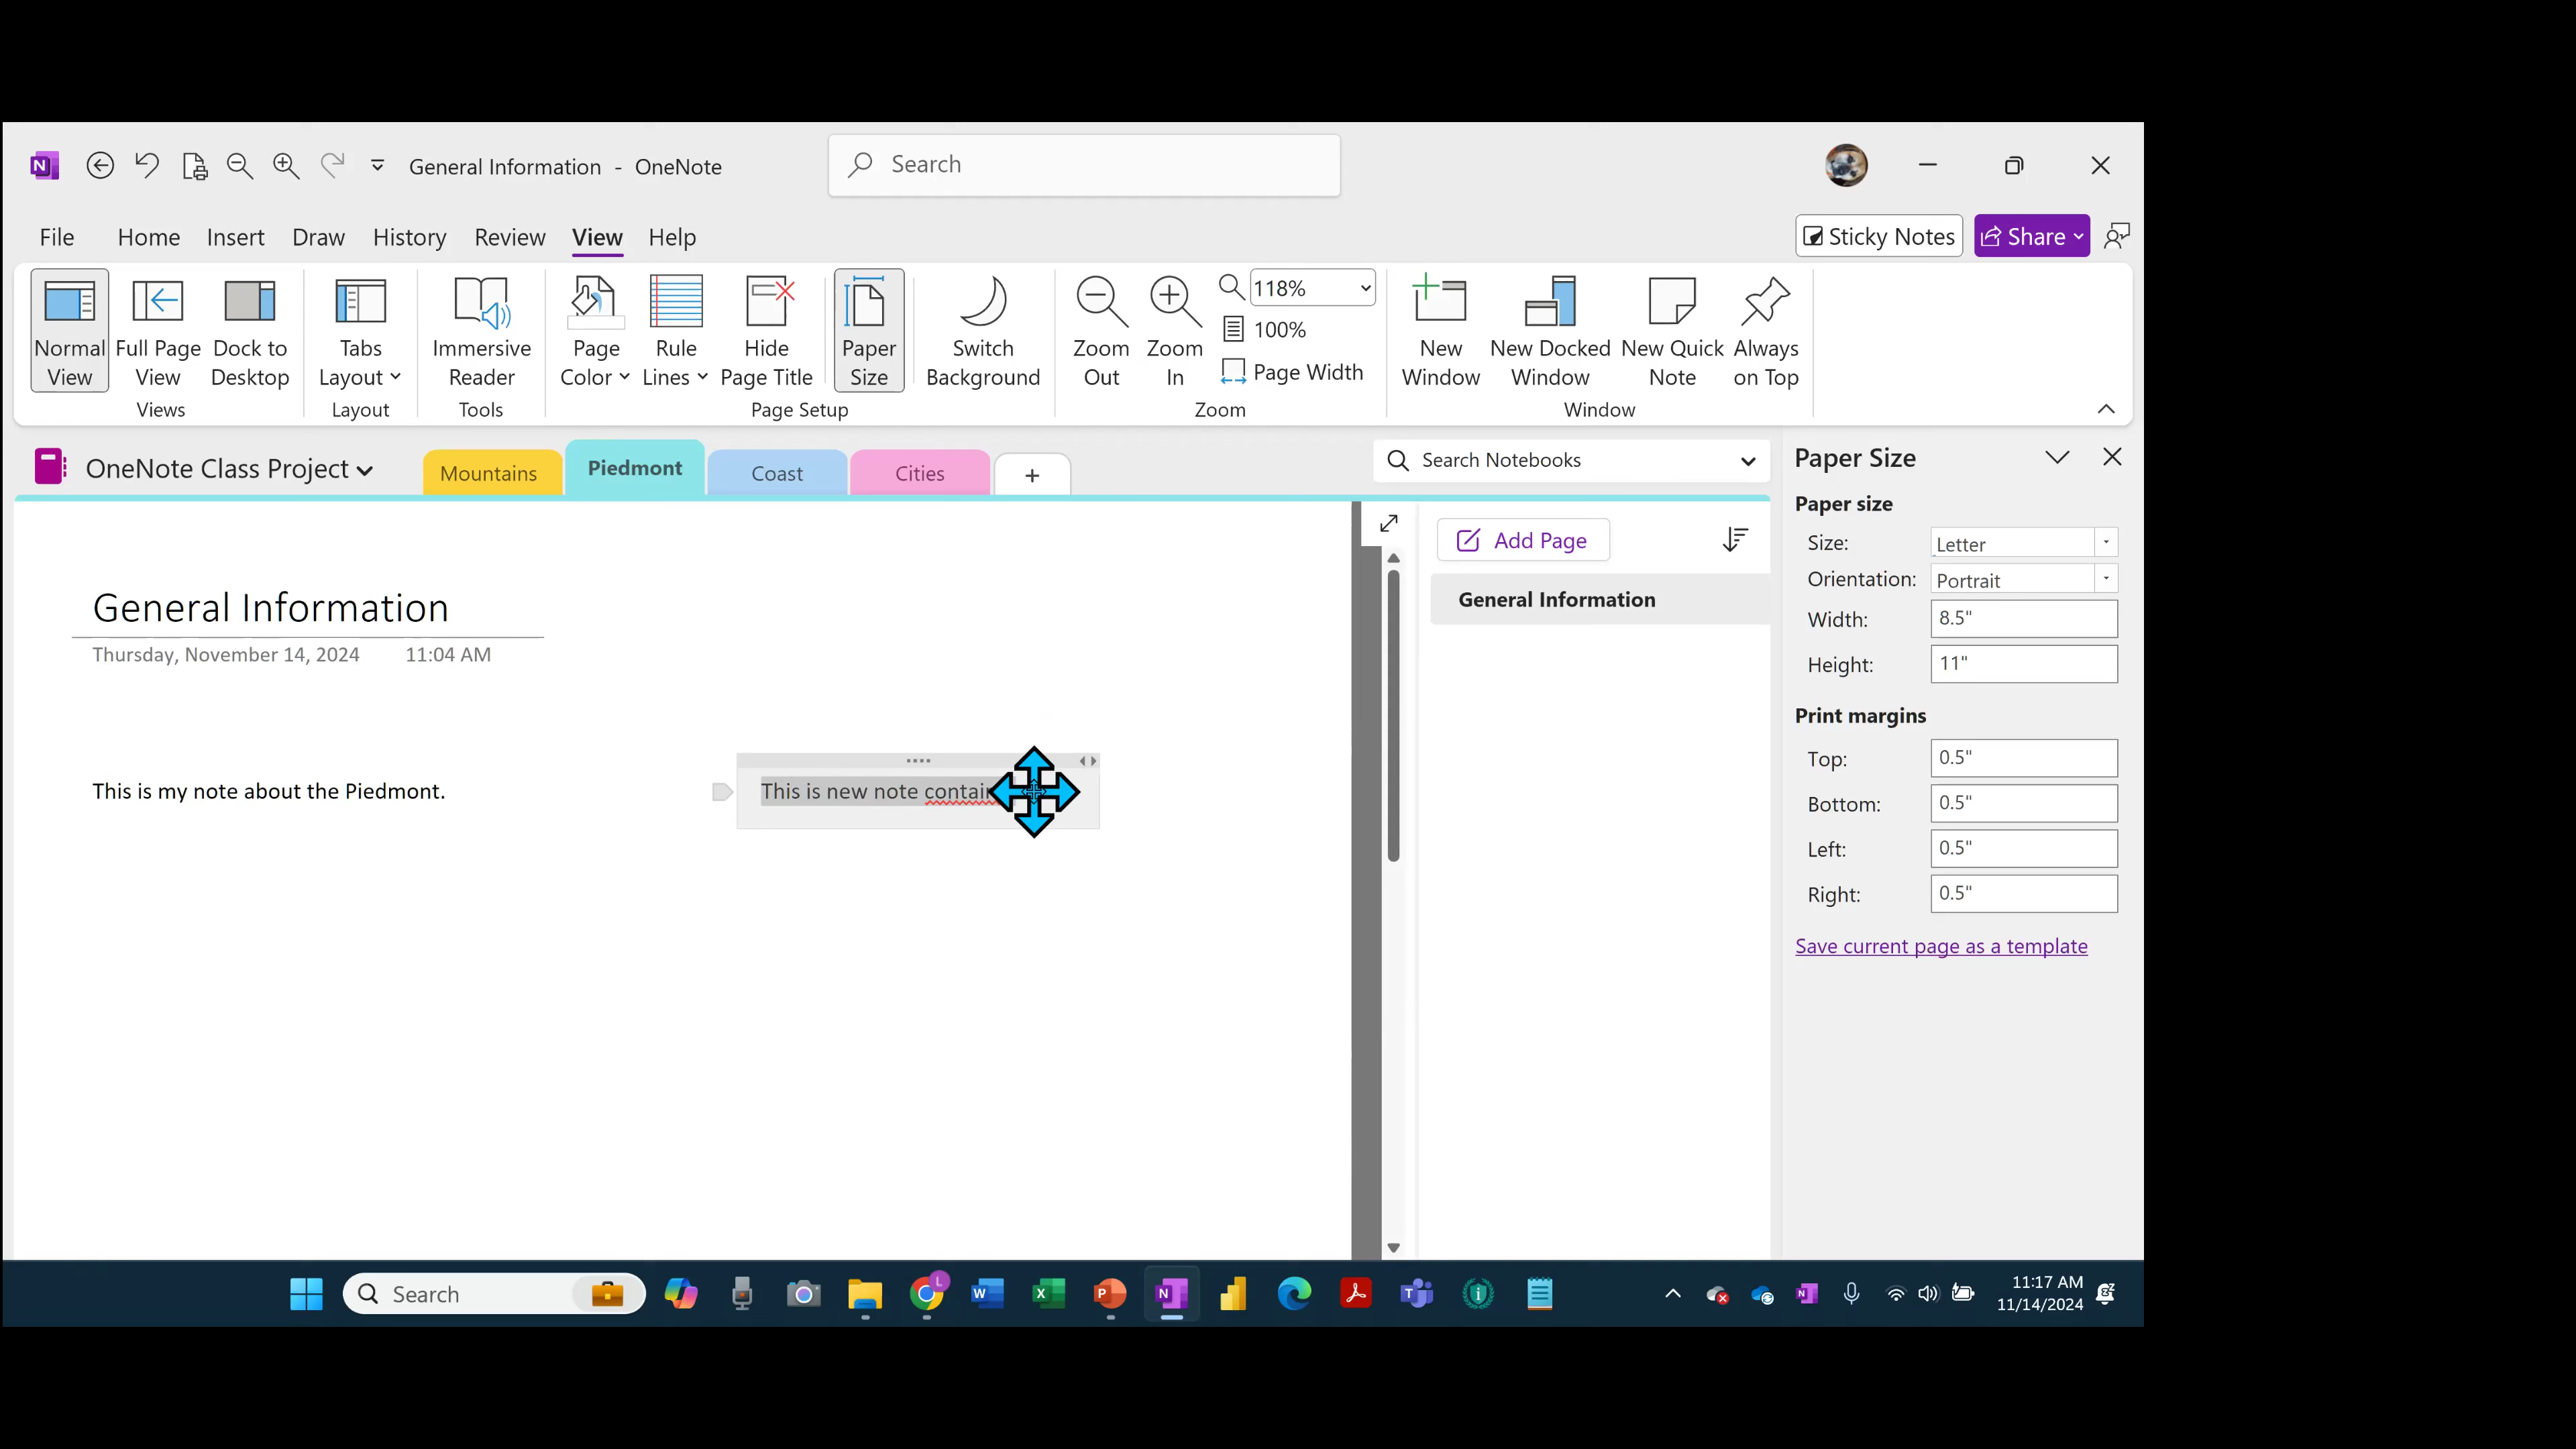 General Information - OneNote
Search
File Home Insert Draw History Review View Help
Sticky Notes
Share
Normal View
Full Page View
Dock to Desktop
Views
Tabs Layout
Layout
Immersive Reader
Tools
Page Color
Rule Lines
Hide Page Title
Paper Size
Switch Background
Page Setup
Zoom Out
Zoom In
118%
100%
Page Width
Zoom
New Window
New Docked Window
New Quick Note
Always on Top
Window
OneNote Class Project
Mountains
Piedmont
Coast
Cities
+
Search Notebooks
General Information
Thursday, November 14, 2024 11:04 AM
This is my note about the Piedmont.
This is new note
Add Page
General Information
Paper Size
Paper size
Size: Letter
Orientation: Portrait
Width: 8.5"
Height: 11"
Print margins
Top: 0.5"
Bottom: 0.5"
Left: 0.5"
Right: 0.5"
Save current page as a template
Search
11:17 AM
11/14/2024